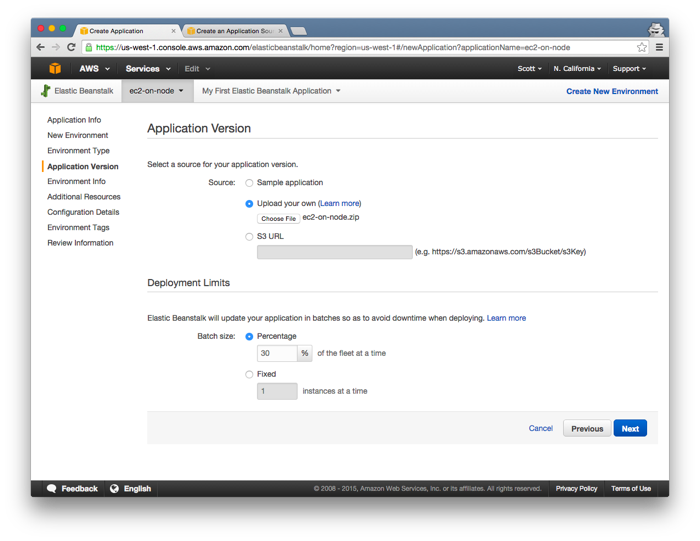 Create Application
Create an Application Sou
https://us-west-1.console.aws.amazon.com/elasticbeanstalk/home?region=us-west-1#/newApplication?applicationName=ec2-on-node
AWS Services Edit Scott N. California Support
Elastic Beanstalk ec2-on-node My First Elastic Beanstalk Application Create New Environment
Application Info
New Environment
Environment Type
Application Version
Environment Info
Additional Resources
Configuration Details
Environment Tags
Review Information
Application Version
Select a source for your application version.
Source: Sample application
Upload your own (Learn more)
Choose File ec2-on-node.zip
S3 URL
(e.g. https://s3.amazonaws.com/s3Bucket/s3Key)
Deployment Limits
Elastic Beanstalk will update your application in batches so as to avoid downtime when deploying. Learn more
Batch size: Percentage
30 % of the fleet at a time
Fixed
1 instances at a time
Cancel Previous Next
Feedback English © 2008 - 2015, Amazon Web Services, Inc. or its affiliates. All rights reserved. Privacy Policy Terms of Use